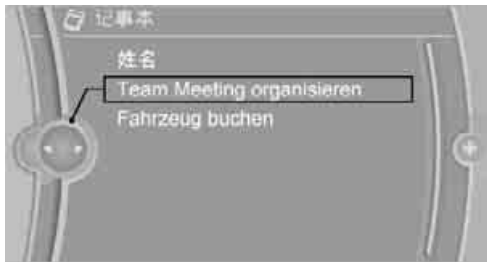 记事本
姓名
Team Meeting organisieren
Fahrzeug buchen